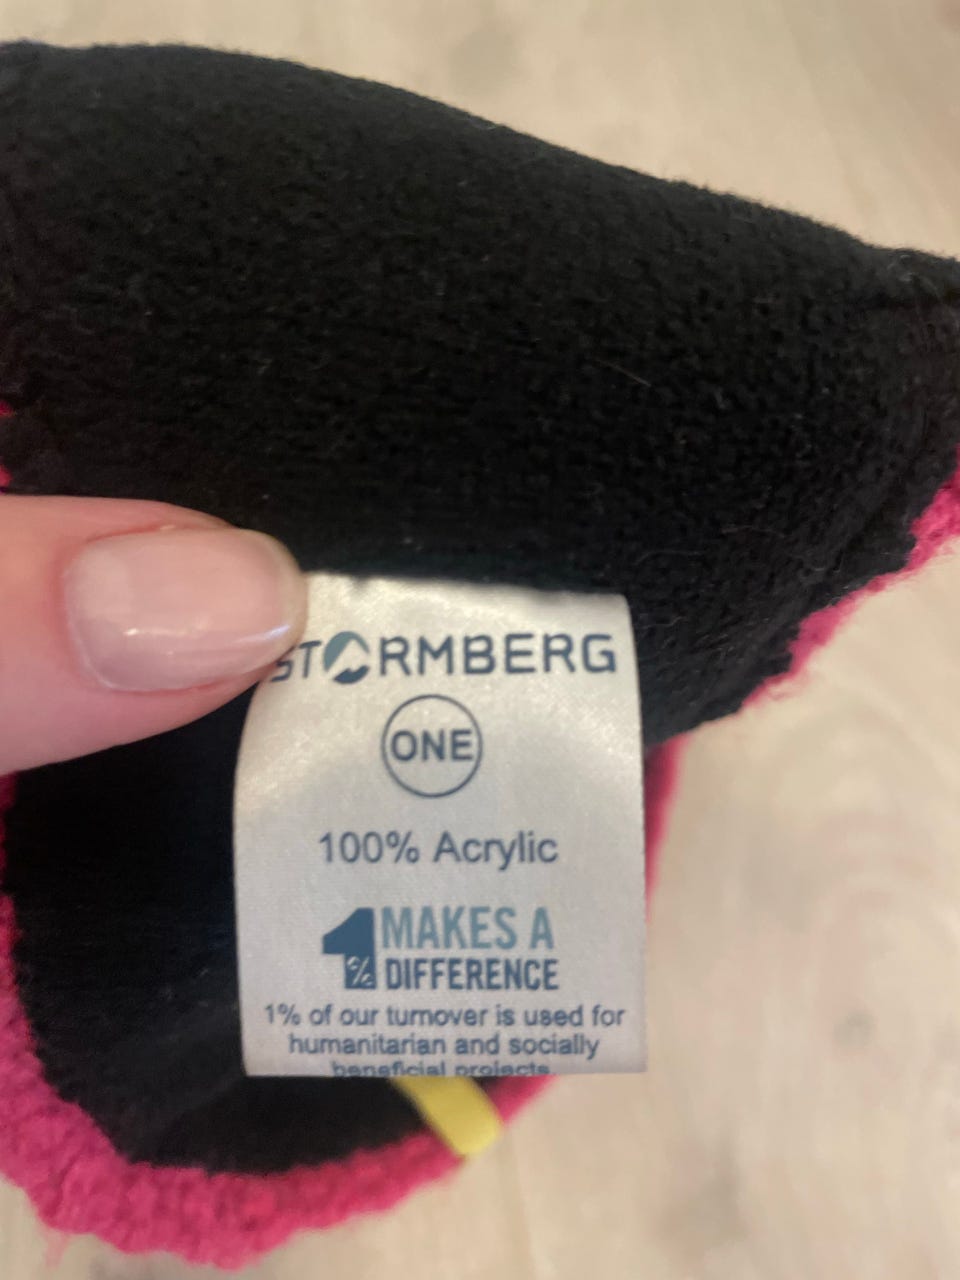 STORMBERG
ONE
100% Acrylic
1% MAKES A
DIFFERENCE
1% of our turnover is used for
humanitarian and socially
beneficial projects.